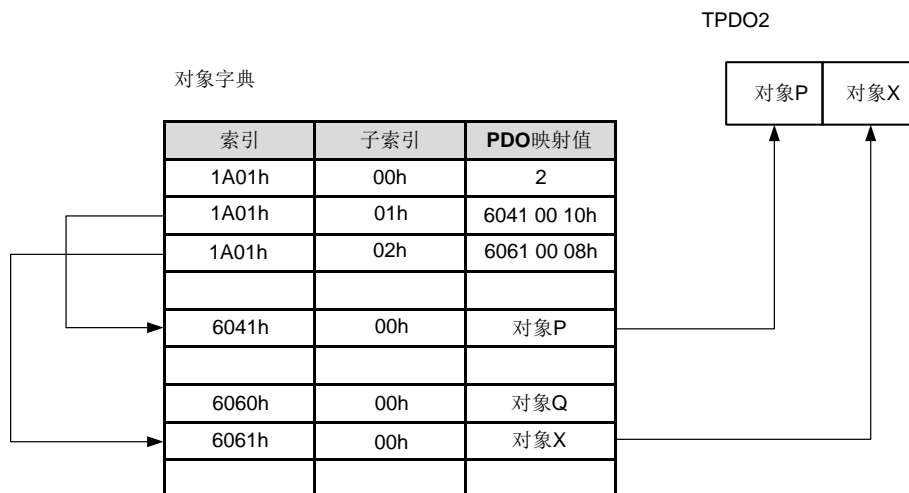 TPDO2
对象P 对象X
对象字典
索引 子索引 PDO映射值
1A01h 00h 2
1A01h 01h 6041 00 10h
1A01h 02h 6061 00 08h
6041h 00h 对象P
6060h 00h 对象Q
6061h 00h 对象X